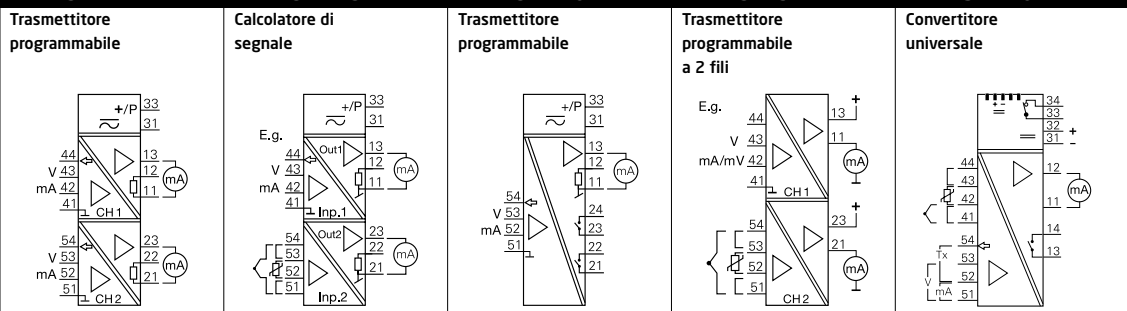 Trasmettitore
programmabile
+/P 33
31
44 13
V 43 12
mA 42 11 mA
41 CH1
54 23
V 53 22
mA 52 21 mA
51 CH2
Calcolatore di
segnale
+/P 33
31
E.g.
44 Out1 13
V 43 12
mA 42 11 mA
41 Inp.1
54 Out2 23
53 22
52 21 mA
51 Inp.2
Trasmettitore
programmabile
+/P 33
31
13
12
11 mA
54 24
V 53 23
mA 52 22
51 21
Trasmettitore
programmabile
a 2 fili
E.g.
+
44 13
V 43 11
mA/mV 42 mA
41 CH1 -
+
54 23
53 21
52 mA
51 CH2 -
Convertitore
universale
+ - 34
33
32 +
31 -
44 12
43
42 mA
41 11
54 14
Tx 53 13
V 52
mA 51